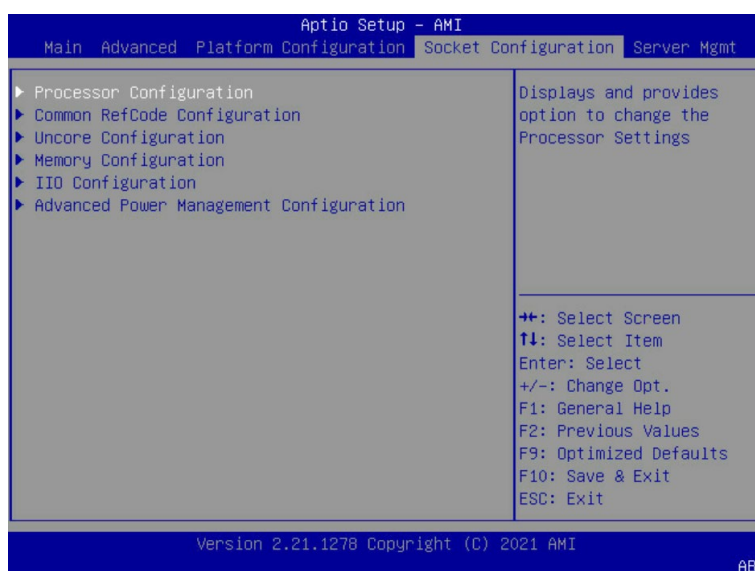 Aptio Setup – AMI
Main Advanced Platform Configuration Socket Configuration Server Mgmt
Processor Configuration
Common RefCode Configuration
Uncore Configuration
Memory Configuration
IIO Configuration
Advanced Power Management Configuration
Displays and provides
option to change the
Processor Settings
→←: Select Screen
↑↓: Select Item
Enter: Select
+/-: Change Opt.
F1: General Help
F2: Previous Values
F9: Optimized Defaults
F10: Save & Exit
ESC: Exit
Version 2.21.1278 Copyright (C) 2021 AMI